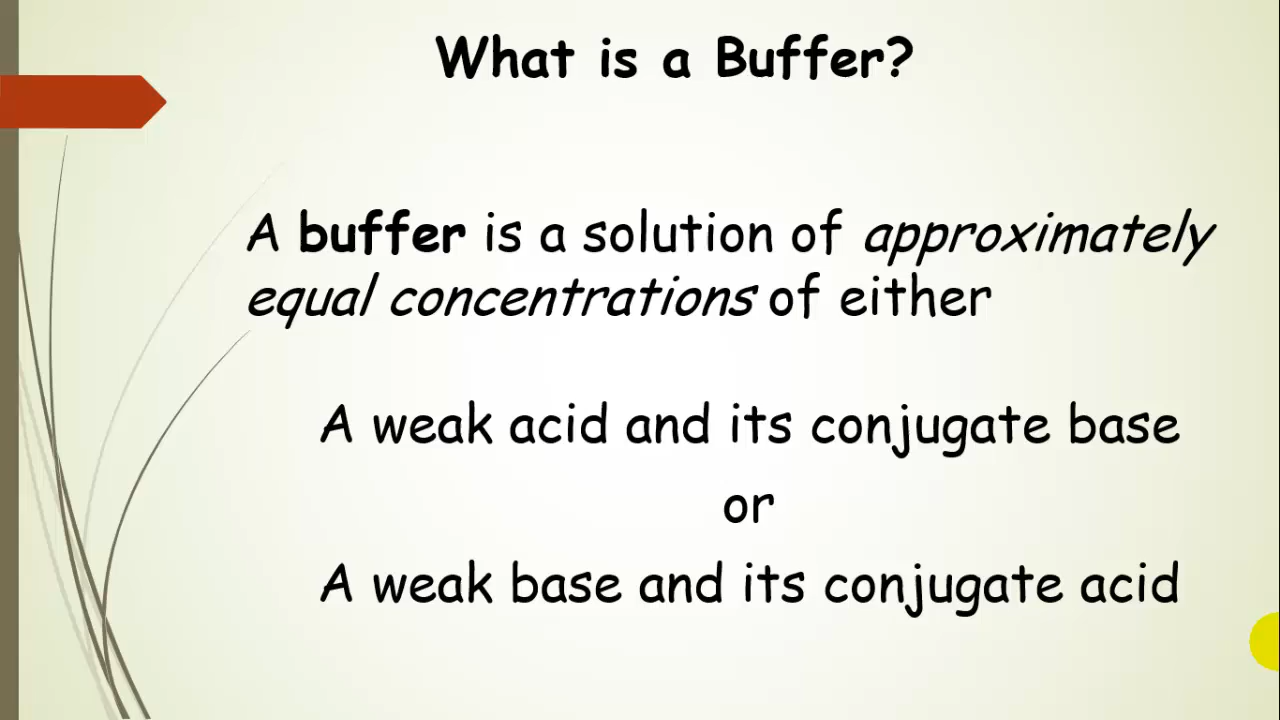 What is a Buffer?
A buffer is a solution of approximately
equal concentrations of either
A weak acid and its conjugate base
or
A weak base and its conjugate acid